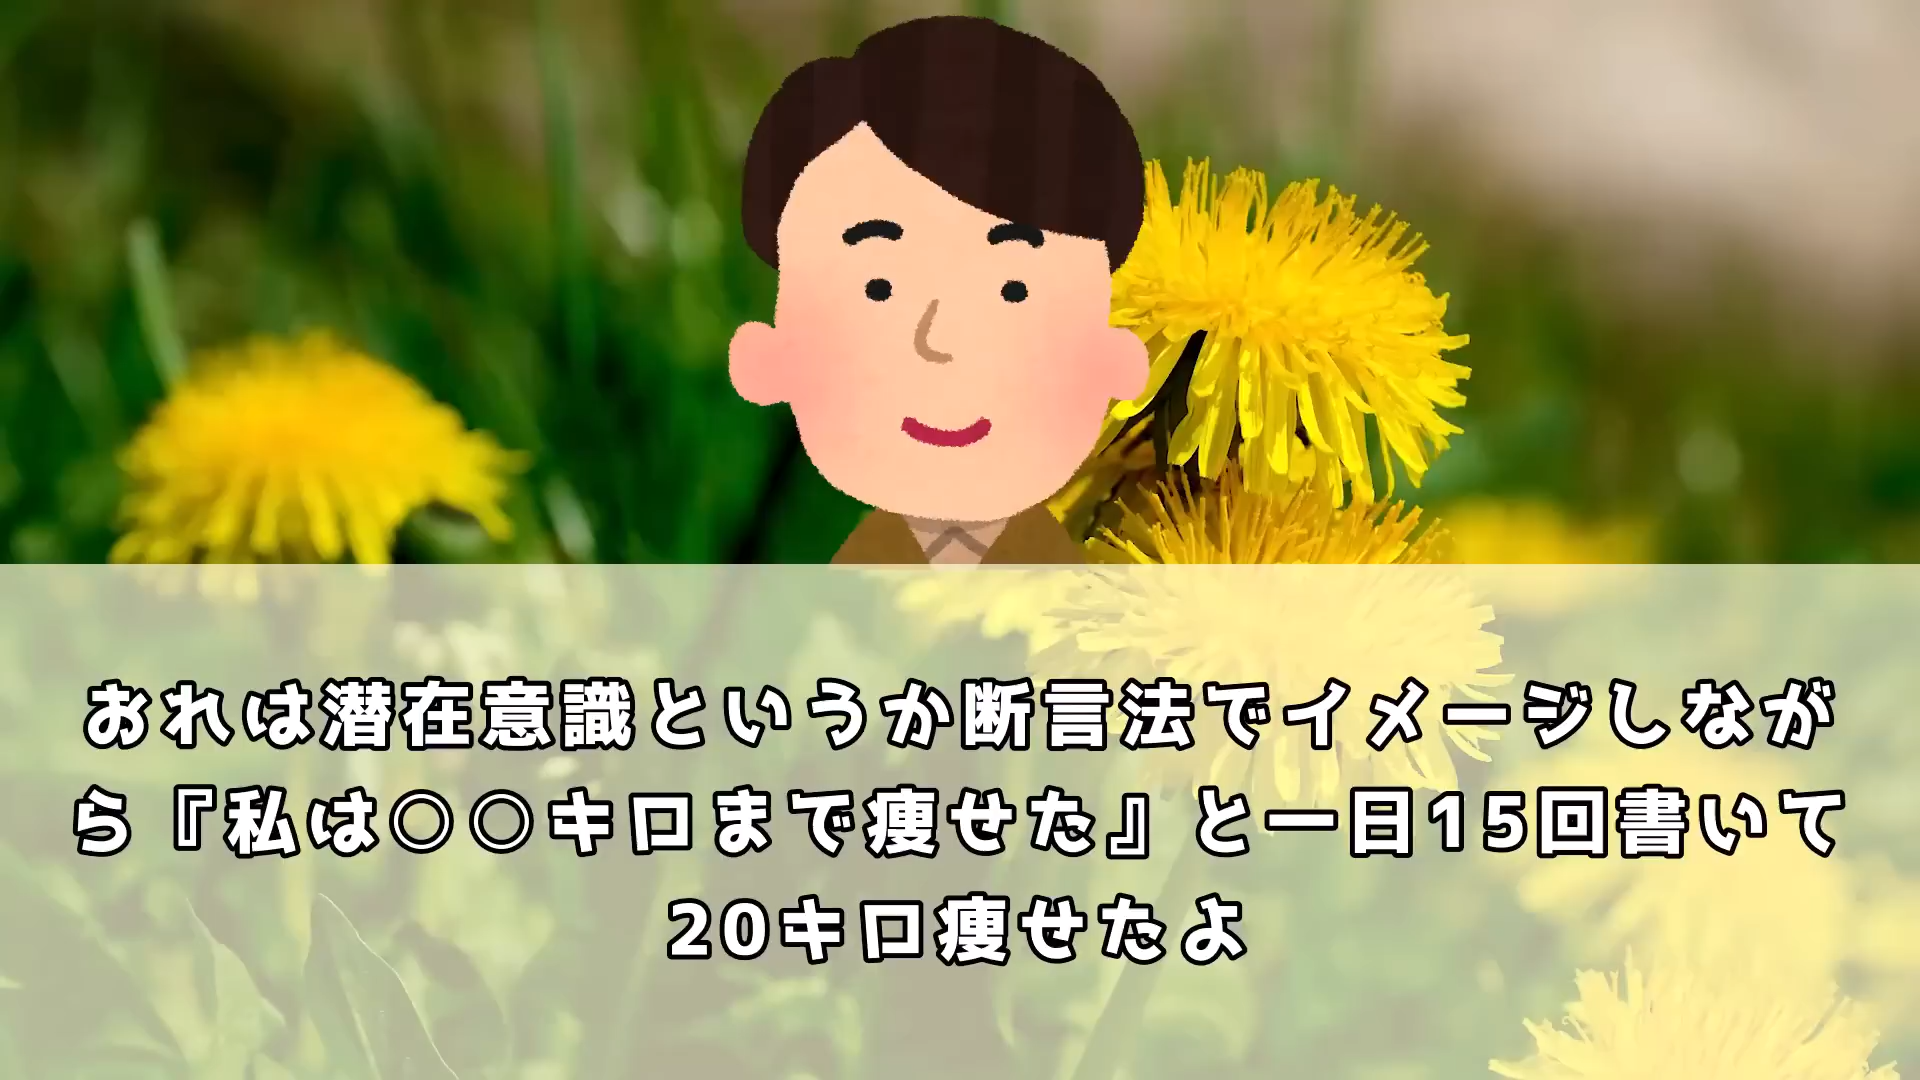 おれは潜在意識というか断言法でイメージしなが
ら『私は○○キロまで痩せた』と一日15回書いて
20キロ痩せたよ